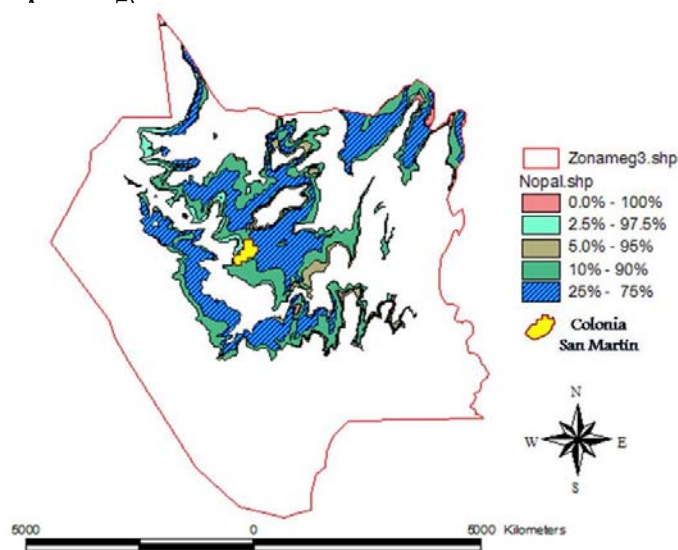 Zonameg3.shp
Nopal.shp
0.0% - 100%
2.5% - 97.5%
5.0% - 95%
10% - 90%
25% - 75%
Colonia
San Martín
N
W E
S
5000 0 5000 Kilometers